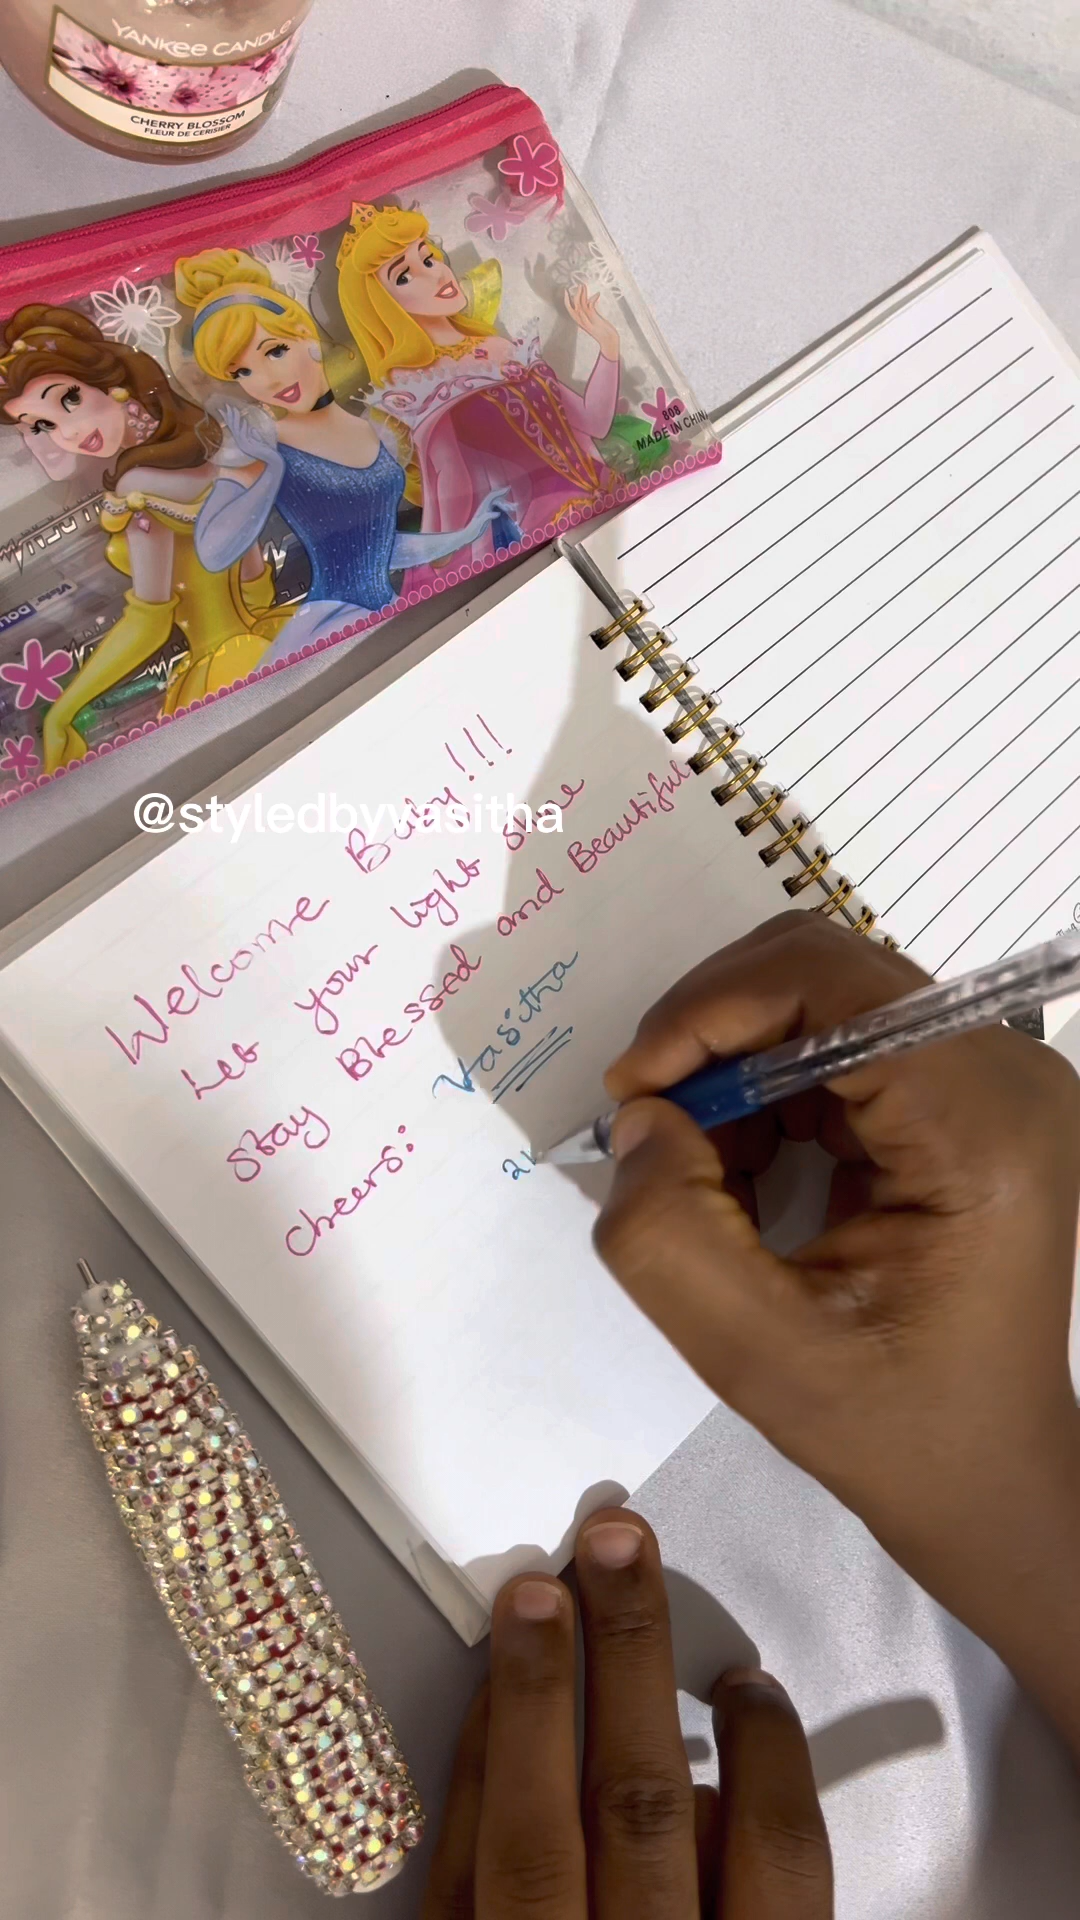 YANKEE CANDLE
CHERRY BLOSSOM
FLEUR DE CERISIER
808
MADE IN CHINA
@styledbyvasitha
Welcome Baby!!!
Let your light shine
Stay Blessed and Beautiful
Cheers: Vasitha
21